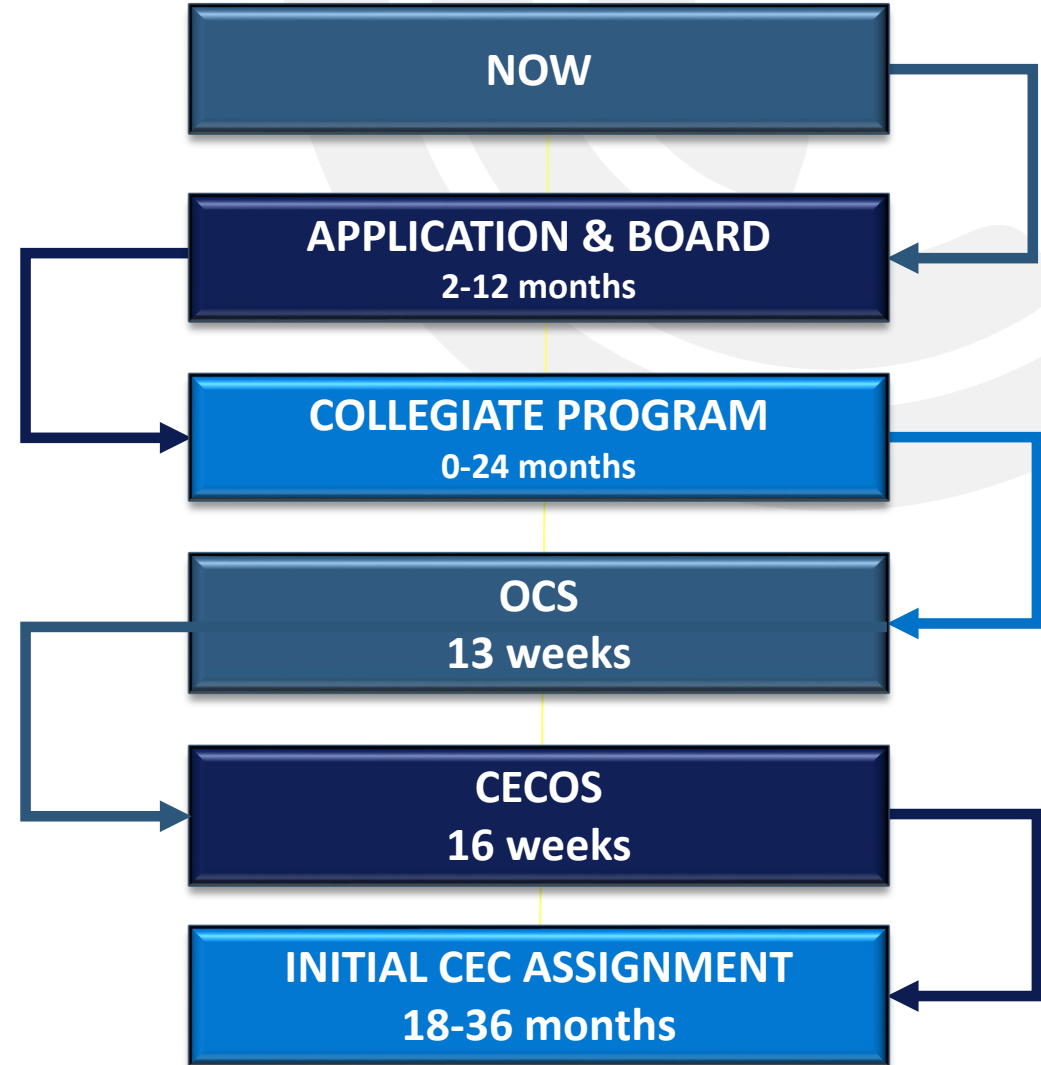 NOW
APPLICATION & BOARD
2-12 months
COLLEGIATE PROGRAM
0-24 months
OCS
13 weeks
CECOS
16 weeks
INITIAL CEC ASSIGNMENT
18-36 months